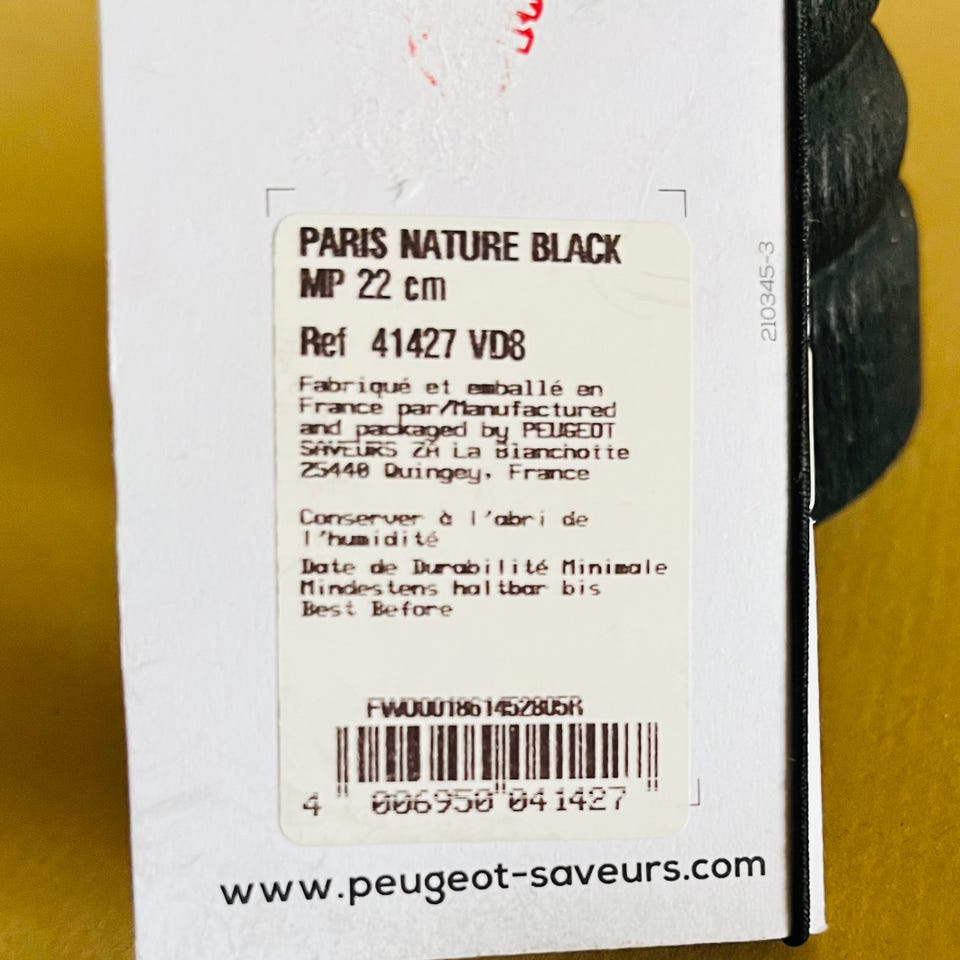 PARIS NATURE BLACK
MP 22 cm
Ref 41427 VD8
Fabriqué et emballé en
France par/Manufactured
and packaged by PEUGEOT
SAVEURS ZA La Blanchotte
25440 Quingey, France
Conserver à l'abri de
l'humidité
Date de Durabilité Minimale
Mindestens haltbar bis
Best Before
FW0001861452805R
4 006950 041427
www.peugeot-saveurs.com
210345-3